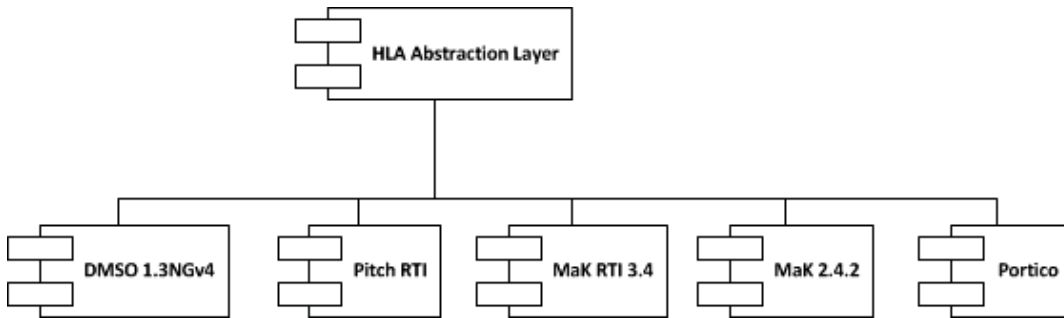 HLA Abstraction Layer
DMSO 1.3NGv4
Pitch RTI
MaK RTI 3.4
MaK 2.4.2
Portico